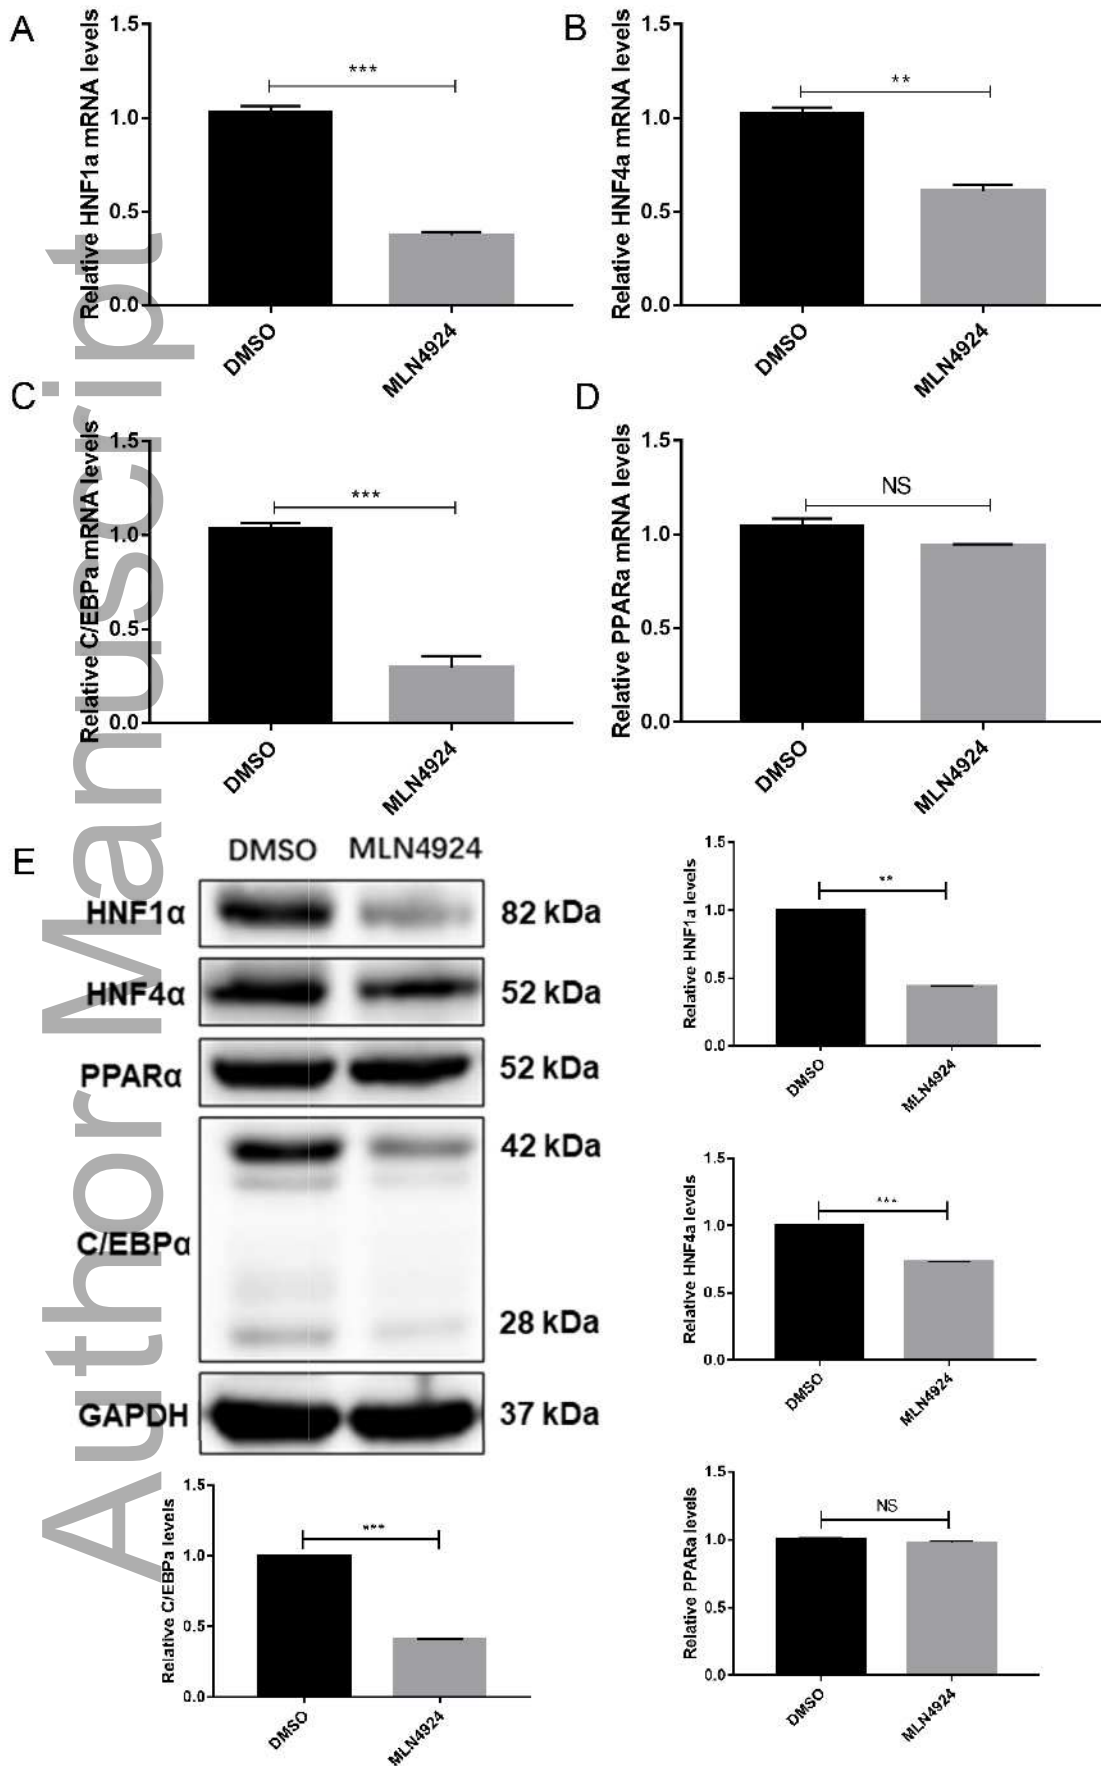 A
Relative HNF1a mRNA levels
1.5
1.0
0.5
0.0
***
DMSO
MLN4924
B
Relative HNF4a mRNA levels
1.5
1.0
0.5
0.0
**
DMSO
MLN4924
C
Relative C/EBPa mRNA levels
1.5
1.0
0.5
0.0
***
DMSO
MLN4924
D
Relative PPARa mRNA levels
1.5
1.0
0.5
0.0
NS
DMSO
MLN4924
E
DMSO MLN4924
HNF1α 82 kDa
HNF4α 52 kDa
PPARα 52 kDa
42 kDa
C/EBPα
28 kDa
GAPDH 37 kDa
Relative HNF1a levels
1.5
1.0
0.5
0.0
**
DMSO
MLN4924
Relative HNF4a levels
1.5
1.0
0.5
0.0
***
DMSO
MLN4924
Relative C/EBPa levels
1.5
1.0
0.5
0.0
***
DMSO
MLN4924
Relative PPARa levels
1.5
1.0
0.5
0.0
NS
DMSO
MLN4924
Author Manuscript